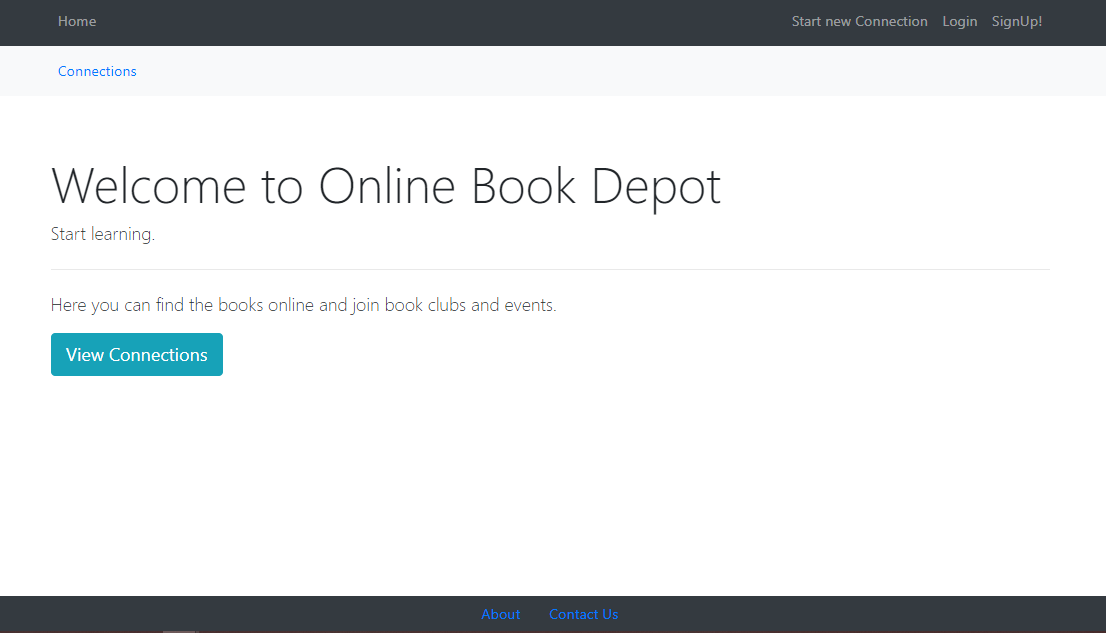 Home Start new Connection Login SignUp!
Connections
Welcome to Online Book Depot
Start learning.
Here you can find the books online and join book clubs and events.
View Connections
About Contact Us